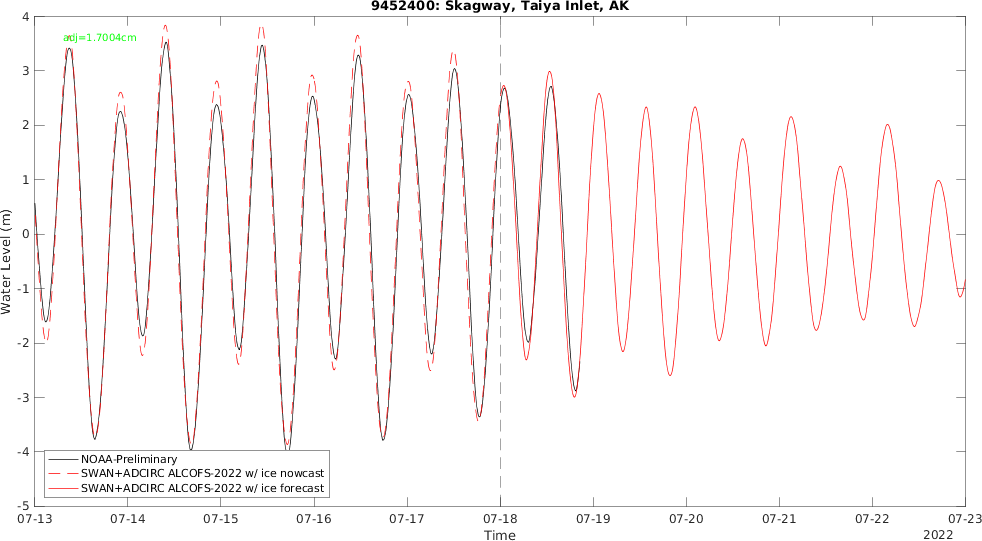 9452400: Skagway, Taiya Inlet, AK
4
adj=1.7004cm
3
2
1
0
-1
-2
-3
-4
-5
Water Level (m)
NOAA-Preliminary
SWAN+ADCIRC ALCOFS-2022 w/ ice nowcast
SWAN+ADCIRC ALCOFS-2022 w/ ice forecast
07-13 07-14 07-15 07-16 07-17 07-18 07-19 07-20 07-21 07-22 07-23
Time
2022